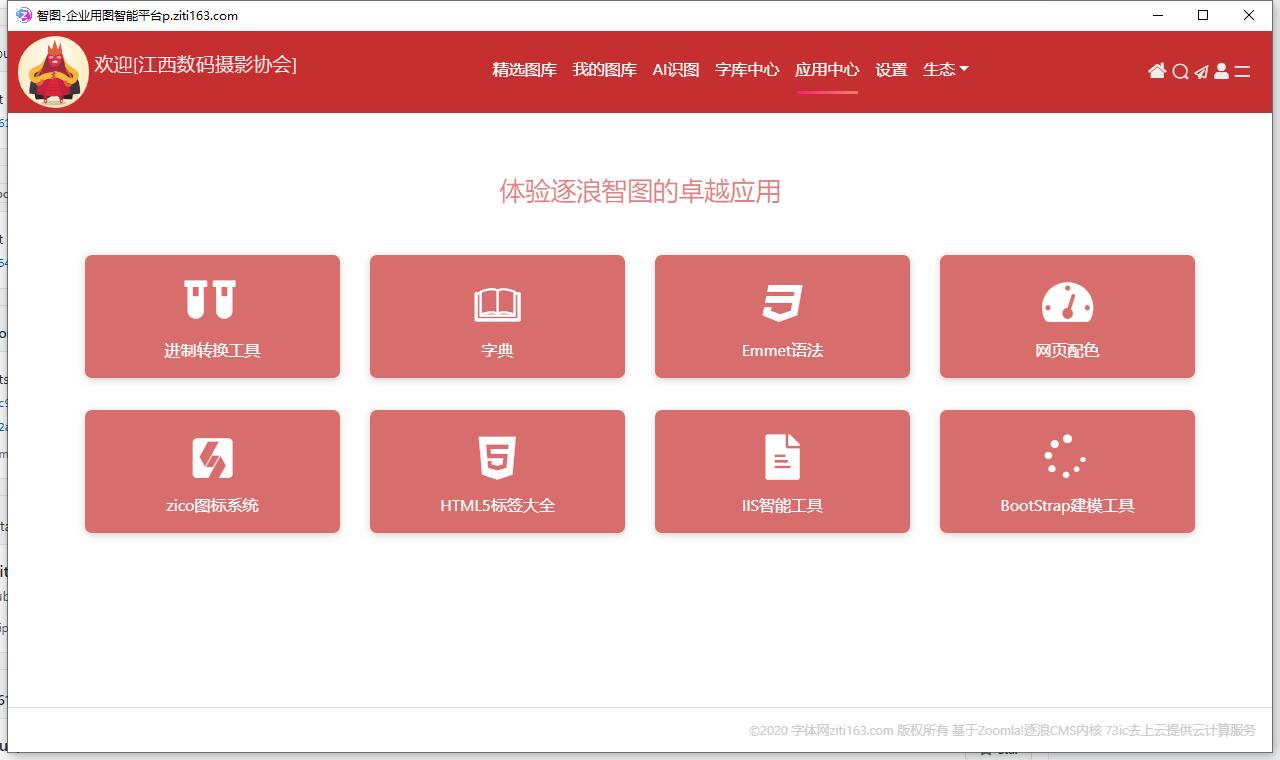 智图-企业用图智能平台p.ziti163.com
欢迎[江西数码摄影协会]
精选图库 我的图库 AI识图 字库中心 应用中心 设置 生态
体验逐浪智图的卓越应用
进制转换工具 字典 Emmet语法 网页配色
zico图标系统 HTML5标签大全 IIS智能工具 BootStrap建模工具
©2020 字体网ziti163.com 版权所有 基于Zoomla!逐浪CMS内核 73ic去上云提供云计算服务